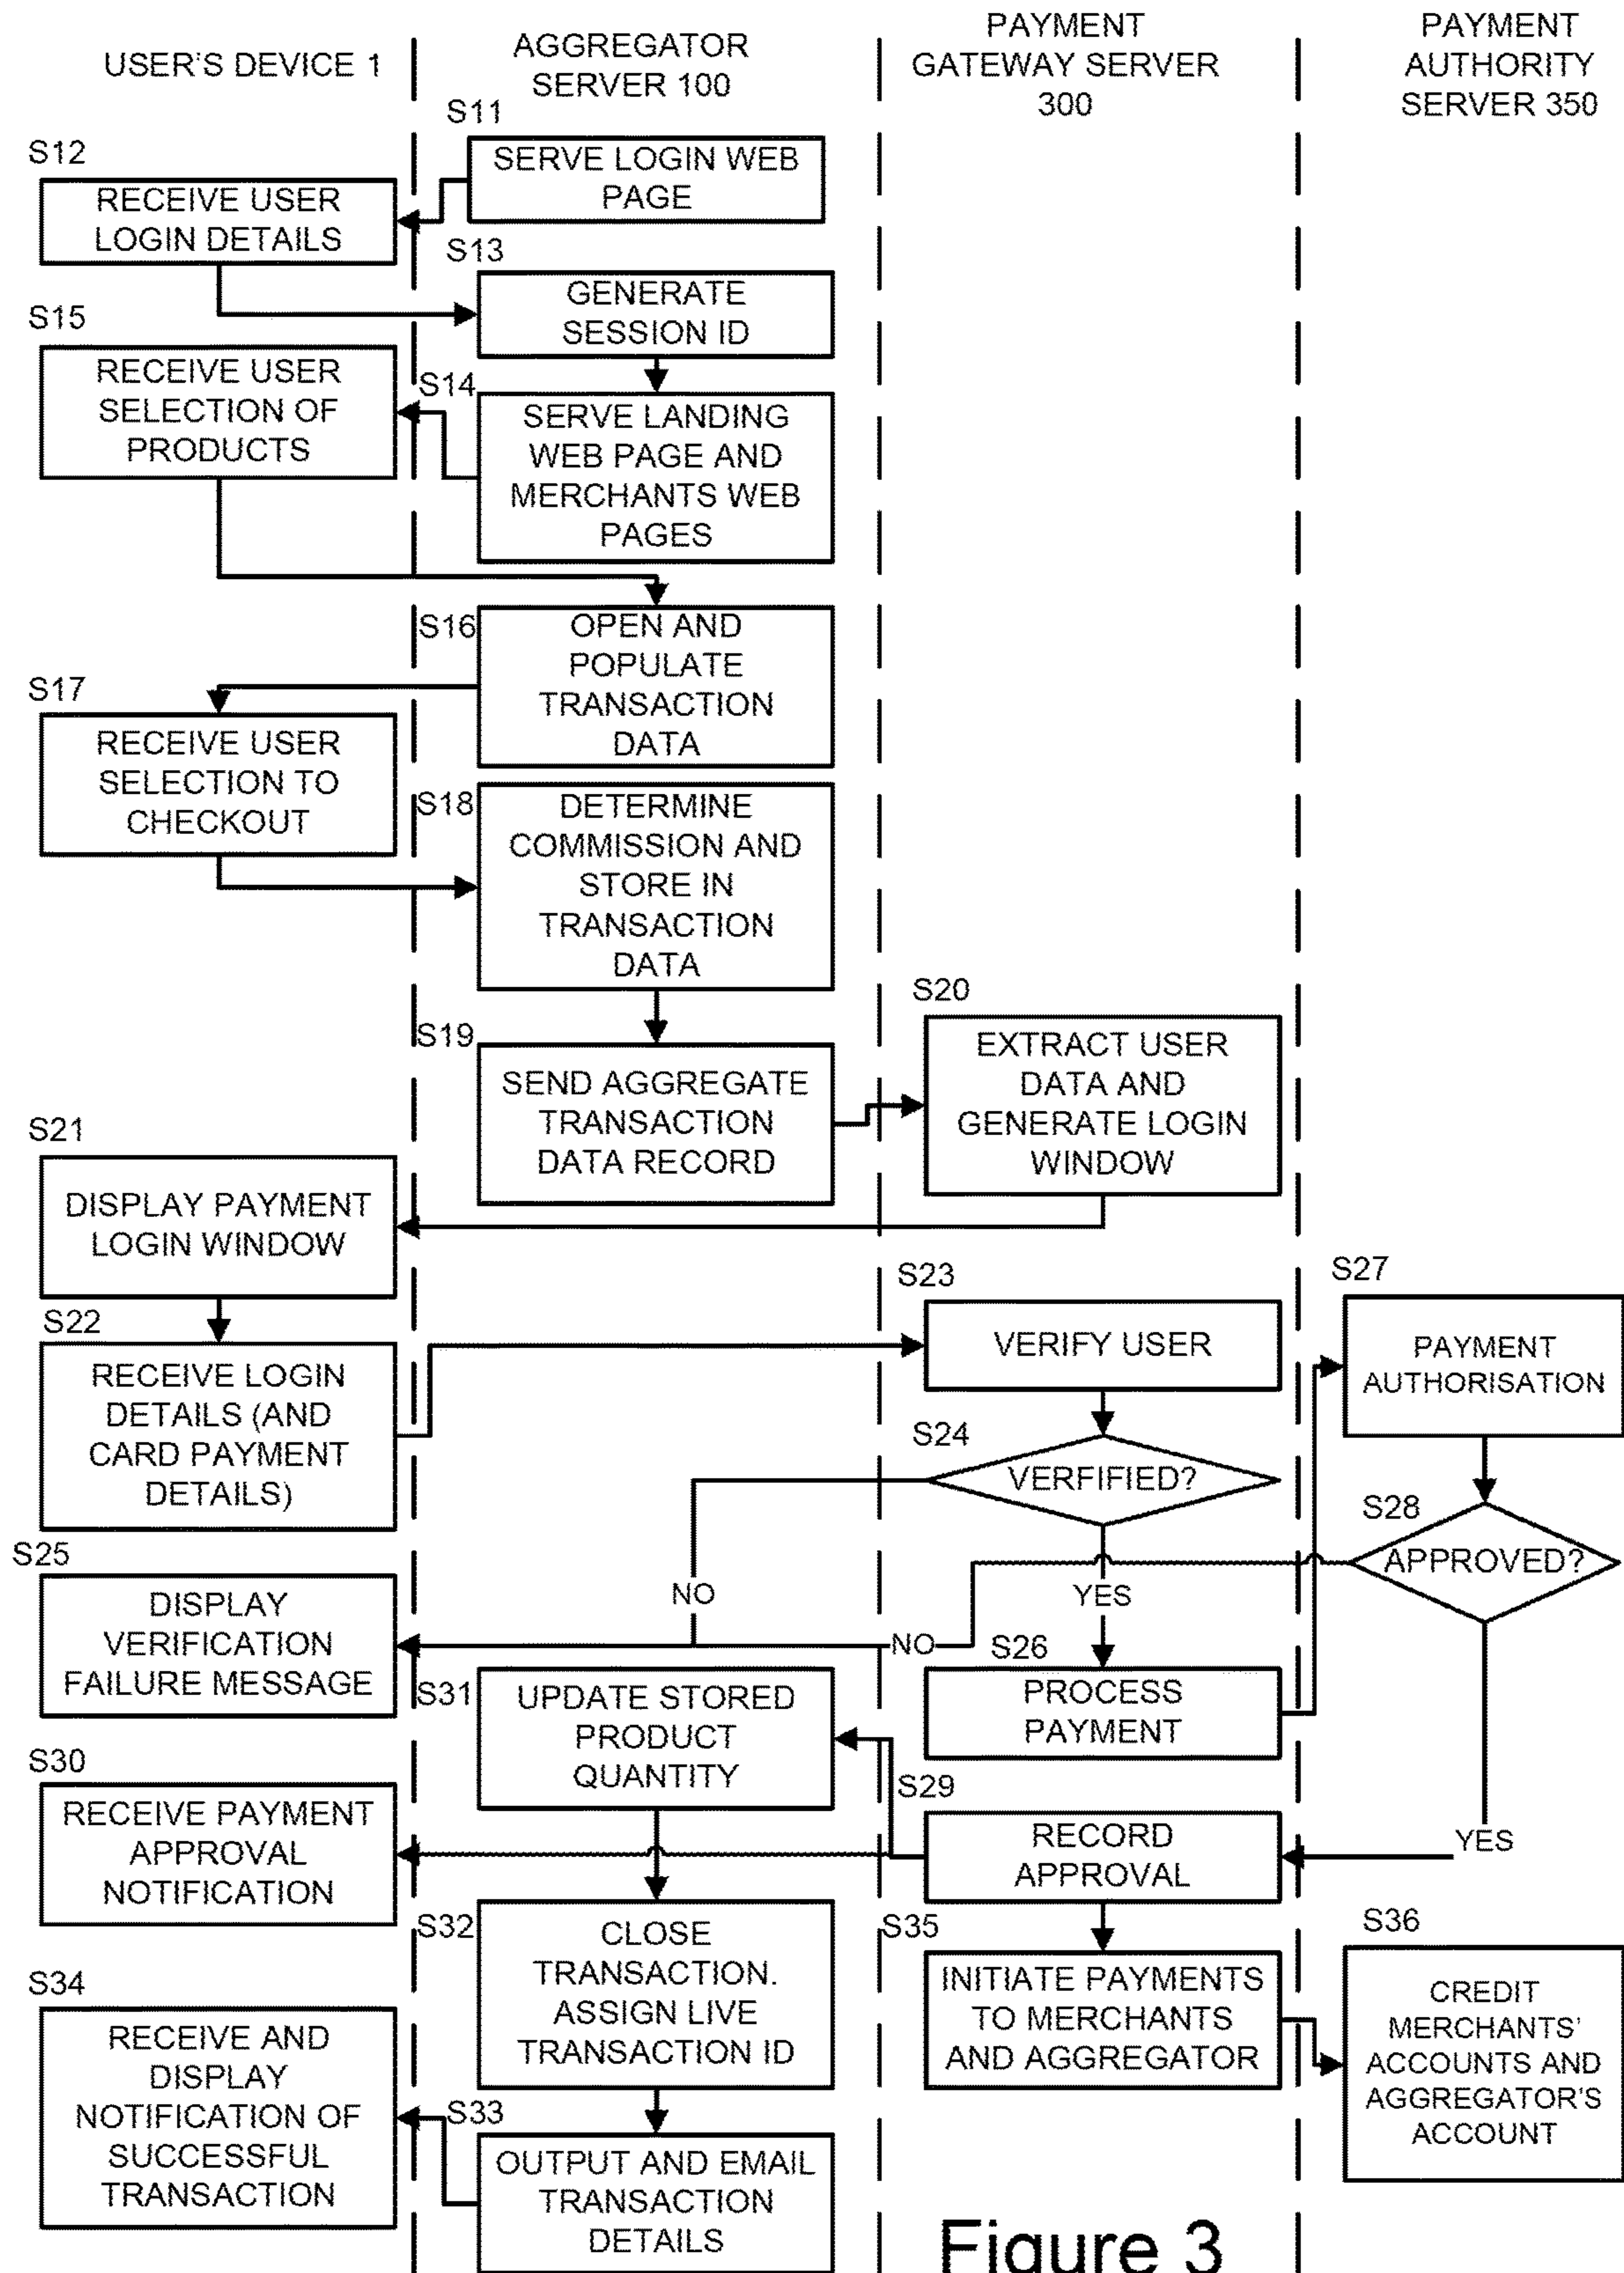 USER'S DEVICE 1
AGGREGATOR
SERVER 100
PAYMENT
GATEWAY SERVER
300
PAYMENT
AUTHORITY
SERVER 350
S11
SERVE LOGIN WEB
PAGE
S12
RECEIVE USER
LOGIN DETAILS
S13
GENERATE
SESSION ID
S14
SERVE LANDING
WEB PAGE AND
MERCHANTS WEB
PAGES
S15
RECEIVE USER
SELECTION OF
PRODUCTS
S16
OPEN AND
POPULATE
TRANSACTION
DATA
S17
RECEIVE USER
SELECTION TO
CHECKOUT
S18
DETERMINE
COMMISSION AND
STORE IN
TRANSACTION
DATA
S19
SEND AGGREGATE
TRANSACTION
DATA RECORD
S20
EXTRACT USER
DATA AND
GENERATE LOGIN
WINDOW
S21
DISPLAY PAYMENT
LOGIN WINDOW
S22
RECEIVE LOGIN
DETAILS (AND
CARD PAYMENT
DETAILS)
S23
VERIFY USER
S24
VERFIFIED?
NO
YES
S25
DISPLAY
VERIFICATION
FAILURE MESSAGE
S26
PROCESS
PAYMENT
S27
PAYMENT
AUTHORISATION
S28
APPROVED?
NO
YES
S29
RECORD
APPROVAL
S30
RECEIVE PAYMENT
APPROVAL
NOTIFICATION
S31
UPDATE STORED
PRODUCT
QUANTITY
S32
CLOSE
TRANSACTION.
ASSIGN LIVE
TRANSACTION ID
S33
OUTPUT AND EMAIL
TRANSACTION
DETAILS
S34
RECEIVE AND
DISPLAY
NOTIFICATION OF
SUCCESSFUL
TRANSACTION
S35
INITIATE PAYMENTS
TO MERCHANTS
AND AGGREGATOR
S36
CREDIT
MERCHANTS'
ACCOUNTS AND
AGGREGATOR'S
ACCOUNT
Figure 3